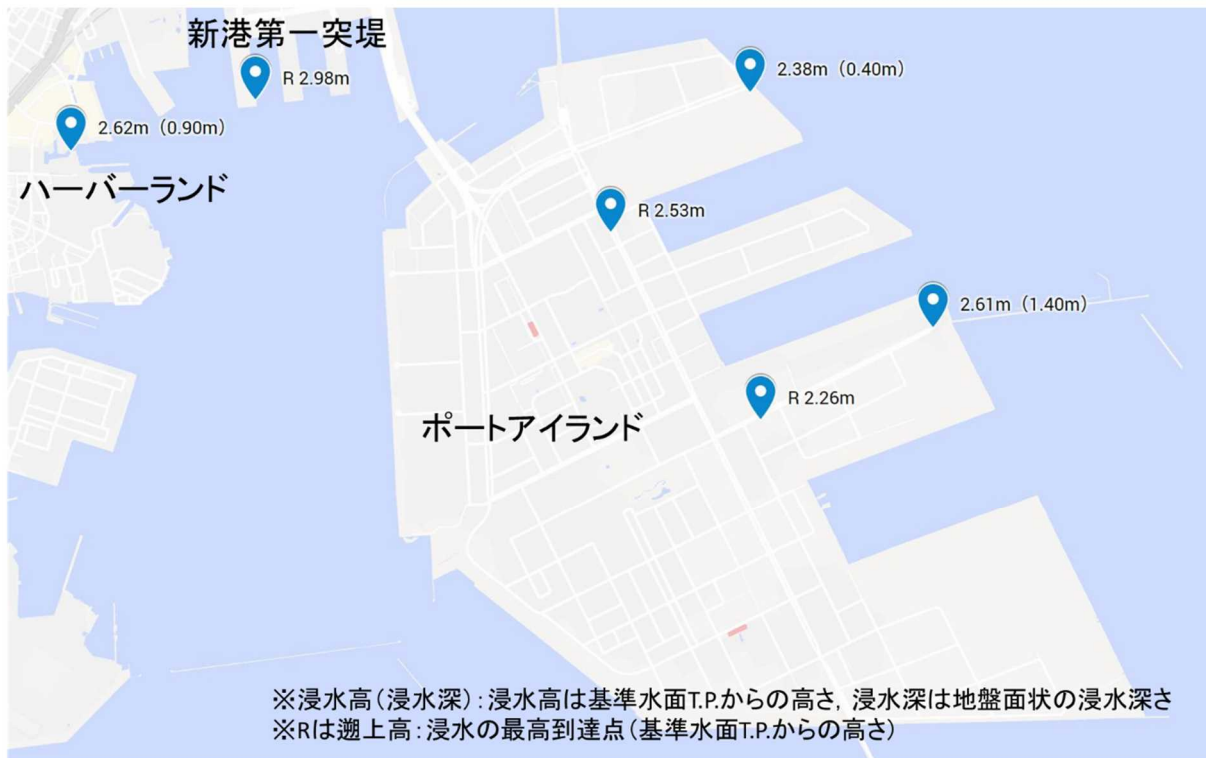 新港第一突堤
R 2.98m
2.38m（0.40m）
2.62m（0.90m）
ハーバーランド
R 2.53m
2.61m（1.40m）
R 2.26m
ポートアイランド
※浸水高（浸水深）：浸水高は基準水面T.P.からの高さ, 浸水深は地盤面状の浸水深さ
※Rは遡上高：浸水の最高到達点（基準水面T.P.からの高さ）